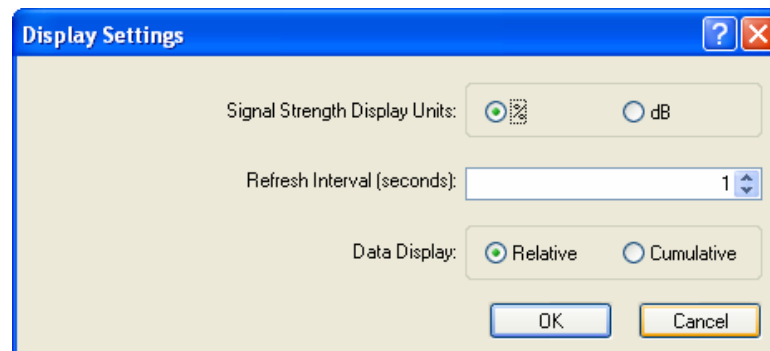 Display Settings
Signal Strength Display Units: % dB
Refresh Interval (seconds): 1
Data Display: Relative Cumulative
OK Cancel